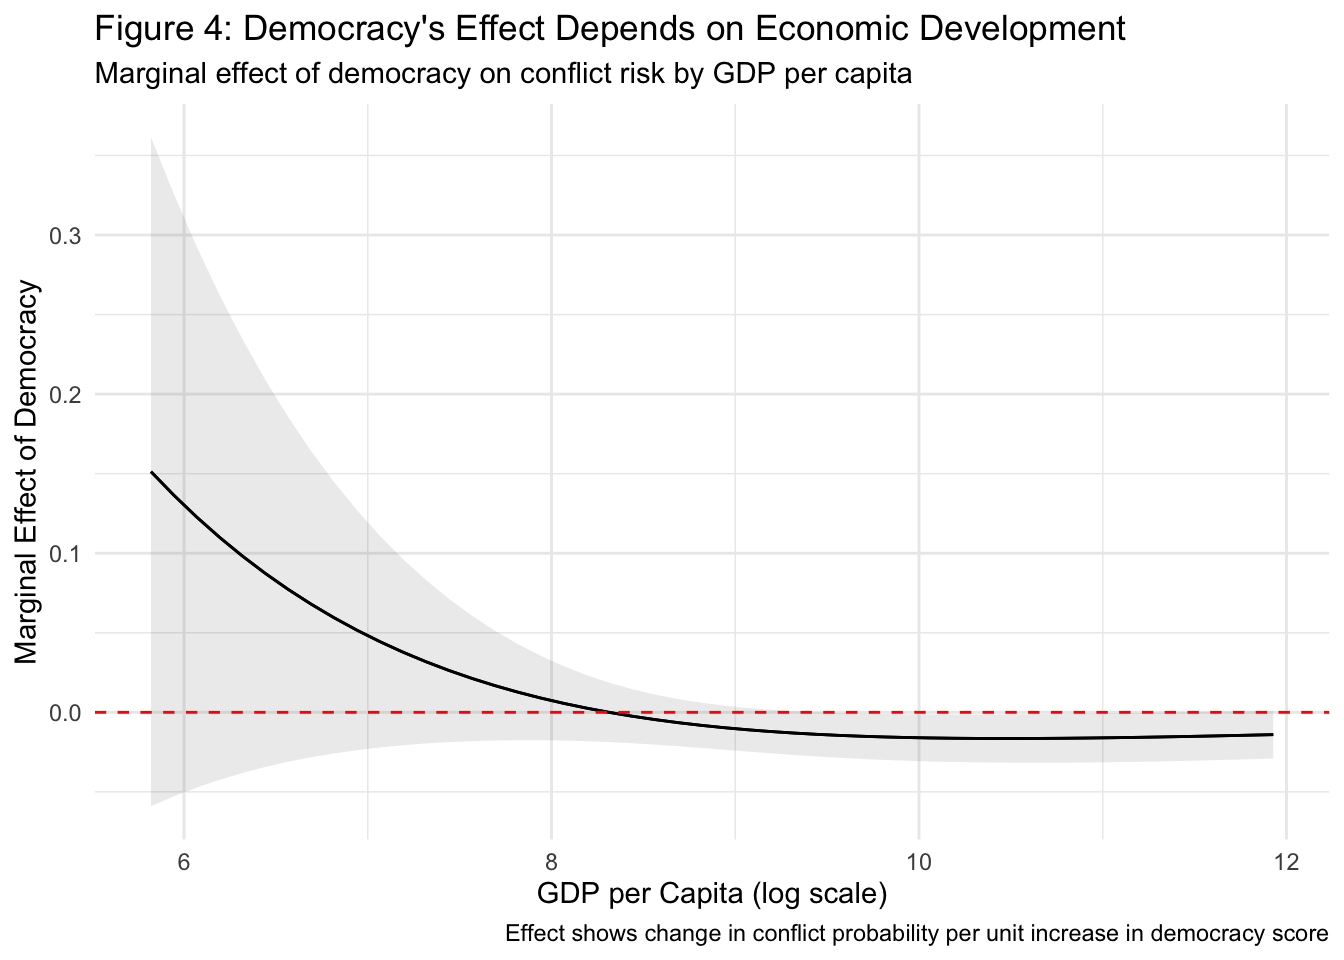 Figure 4: Democracy's Effect Depends on Economic Development
Marginal effect of democracy on conflict risk by GDP per capita
Marginal Effect of Democracy
0.3
0.2
0.1
0.0
6
8
10
12
GDP per Capita (log scale)
Effect shows change in conflict probability per unit increase in democracy score